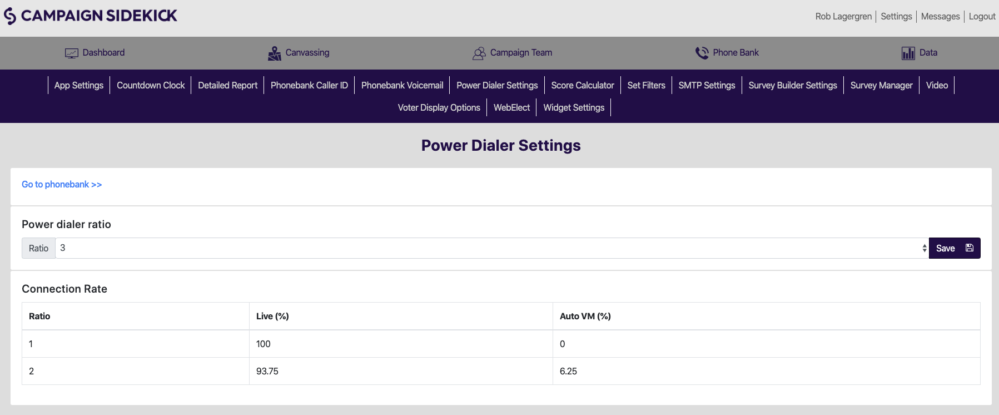 CAMPAIGN SIDEKICK
Rob Lagergren Settings Messages Logout
Dashboard Canvassing Campaign Team Phone Bank Data
App Settings Countdown Clock Detailed Report Phonebank Caller ID Phonebank Voicemail Power Dialer Settings Score Calculator Set Filters SMTP Settings Survey Builder Settings Survey Manager Video
Voter Display Options WebElect Widget Settings
Power Dialer Settings
Go to phonebank >>
Power dialer ratio
Ratio 3 Save
Connection Rate
Ratio Live (%) Auto VM (%)
1 100 0
2 93.75 6.25